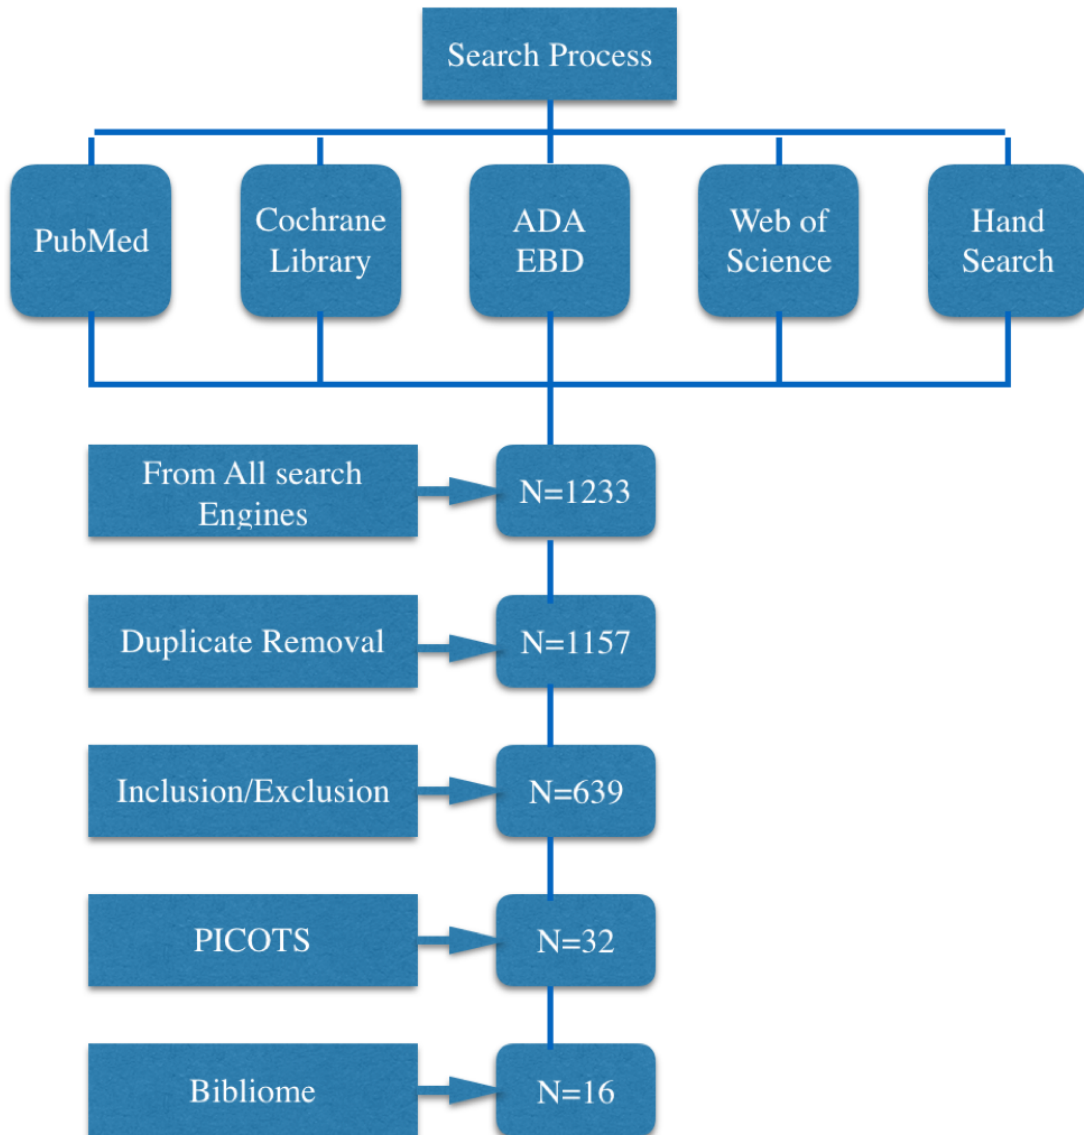 Search Process
PubMed
Cochrane
Library
ADA
EBD
Web of
Science
Hand
Search
From All search
Engines
N=1233
Duplicate Removal
N=1157
Inclusion/Exclusion
N=639
PICOTS
N=32
Bibliome
N=16